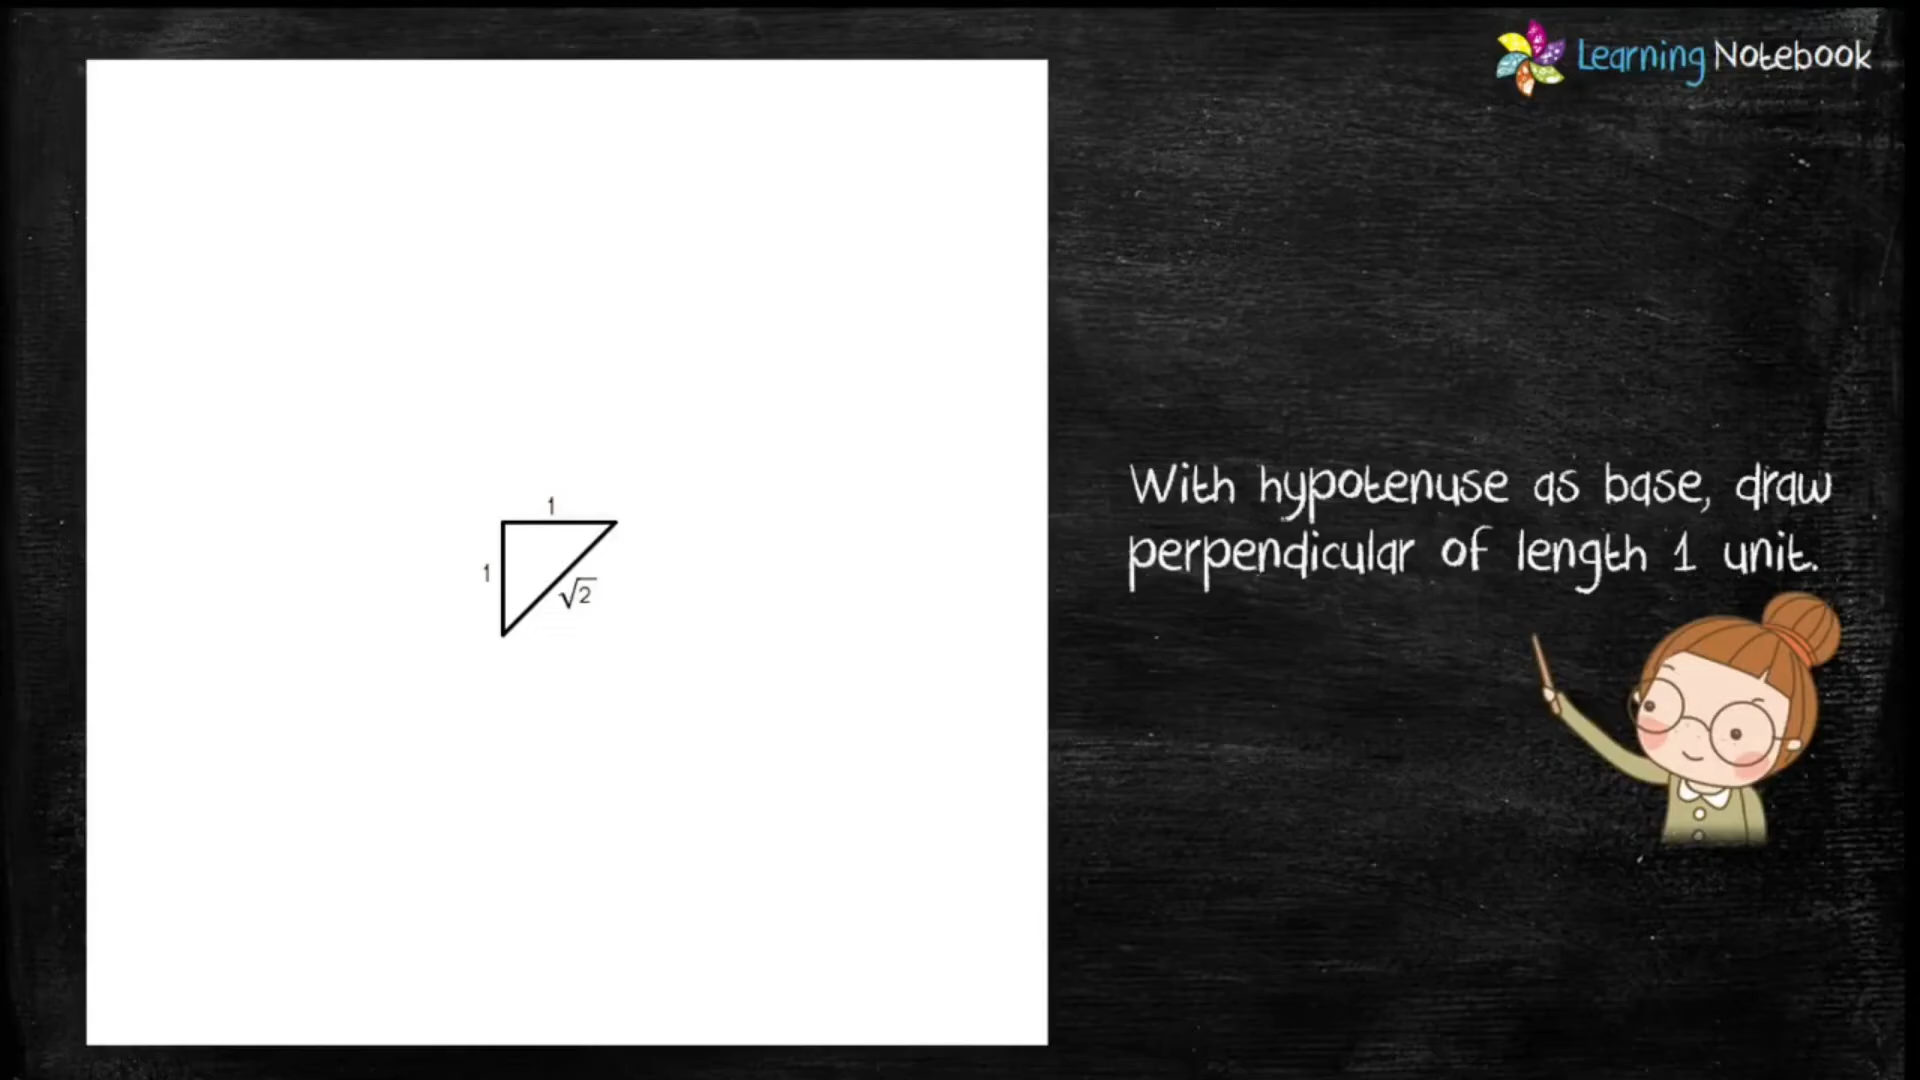 Learning Notebook
1
1
√2
With hypotenuse as base, draw
perpendicular of length 1 unit.